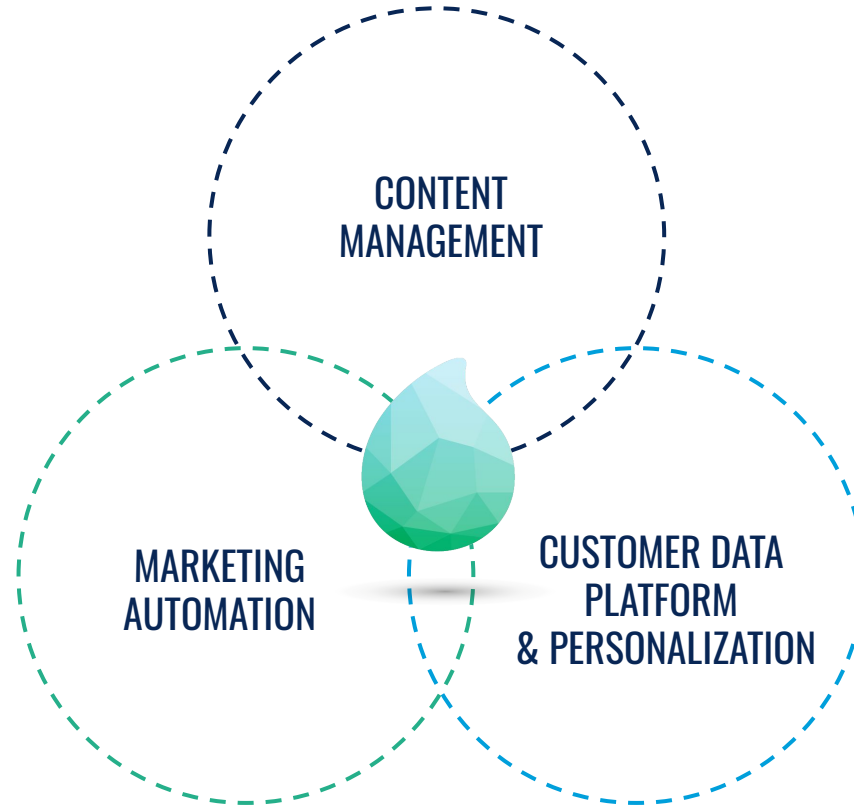 CONTENT
MANAGEMENT
MARKETING
AUTOMATION
CUSTOMER DATA
PLATFORM
& PERSONALIZATION